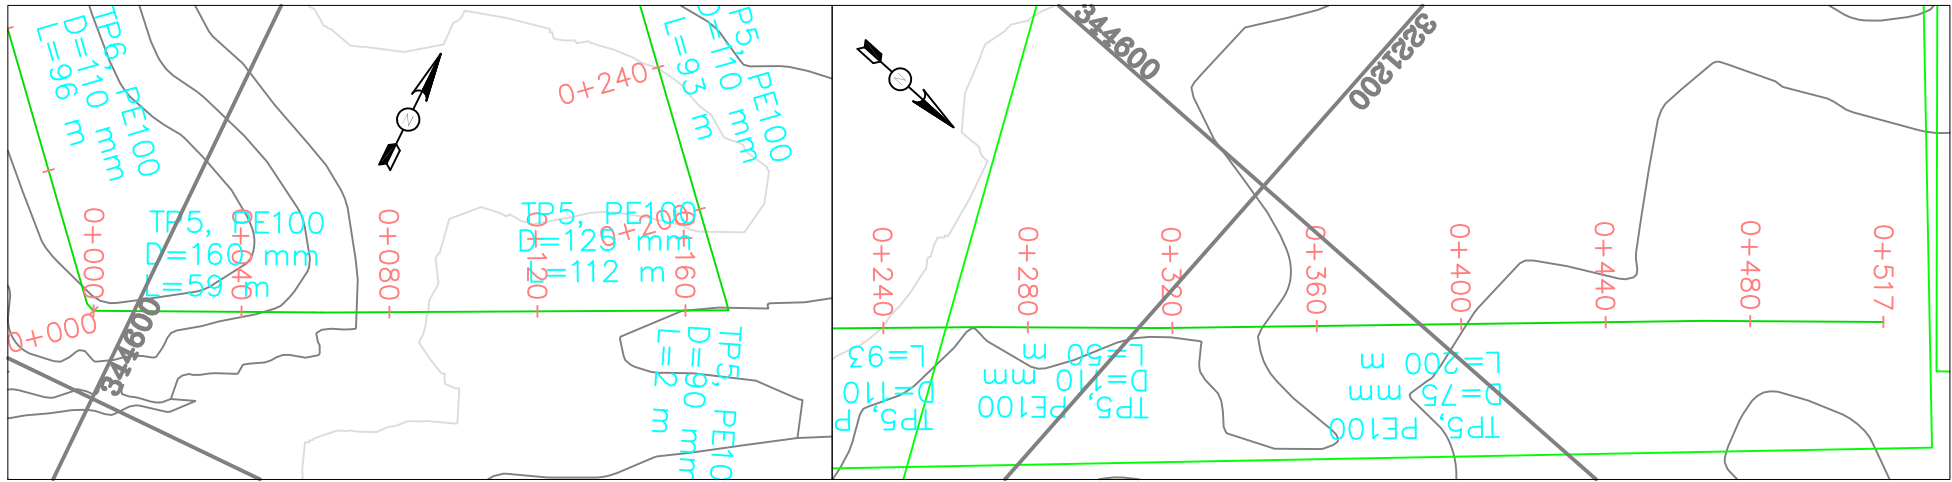 TP6, PE100
D=110 mm
L=96 m
0+240
TP5, PE100
D=110 mm
L=93 m
N
TP5, PE100
D=160 mm
L=59 m
TP5, PE100
D=125 mm
L=112 m
0+200
0+000
0+040
0+080
0+120
0+160
0+000
344600
TP5, PE10
D=90 mm
L=2 m
344600
3221200
N
0+240
0+280
0+320
0+360
0+400
0+440
0+480
0+517
TP5, P
D=110
L=93
TP5, PE100
D=110 mm
L=50 m
TP5, PE100
D=75 mm
L=200 m